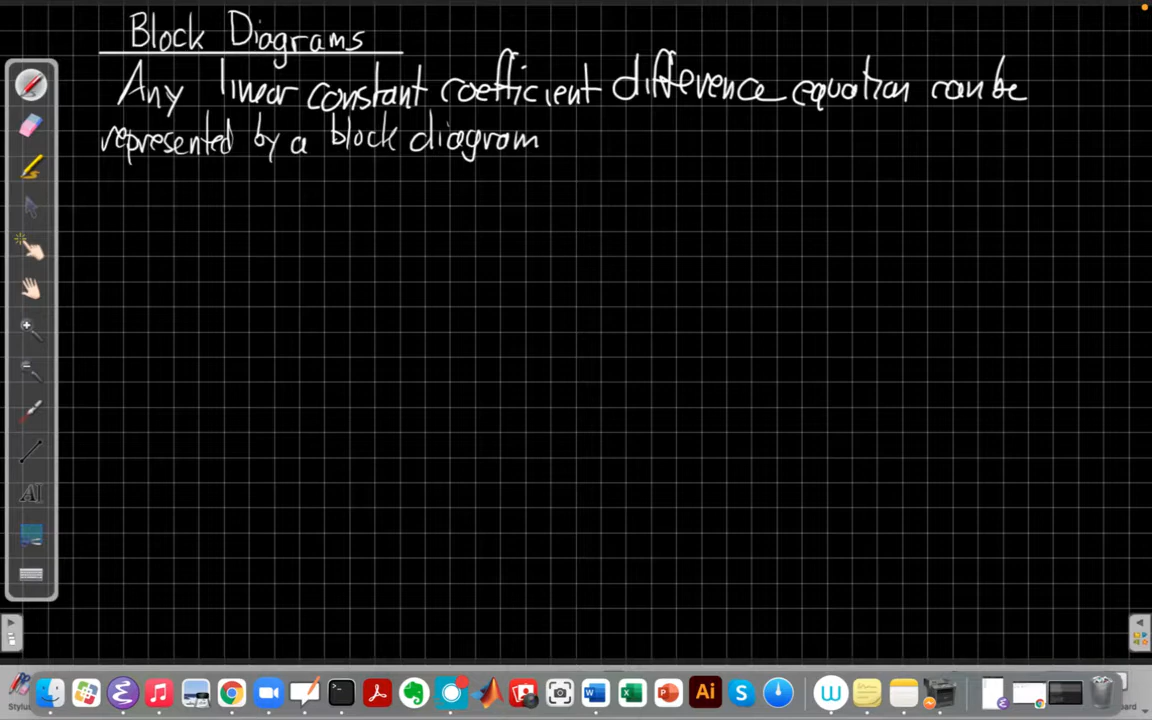 Block Diagrams
Any linear constant coefficient difference equation can be
represented by a block diagram